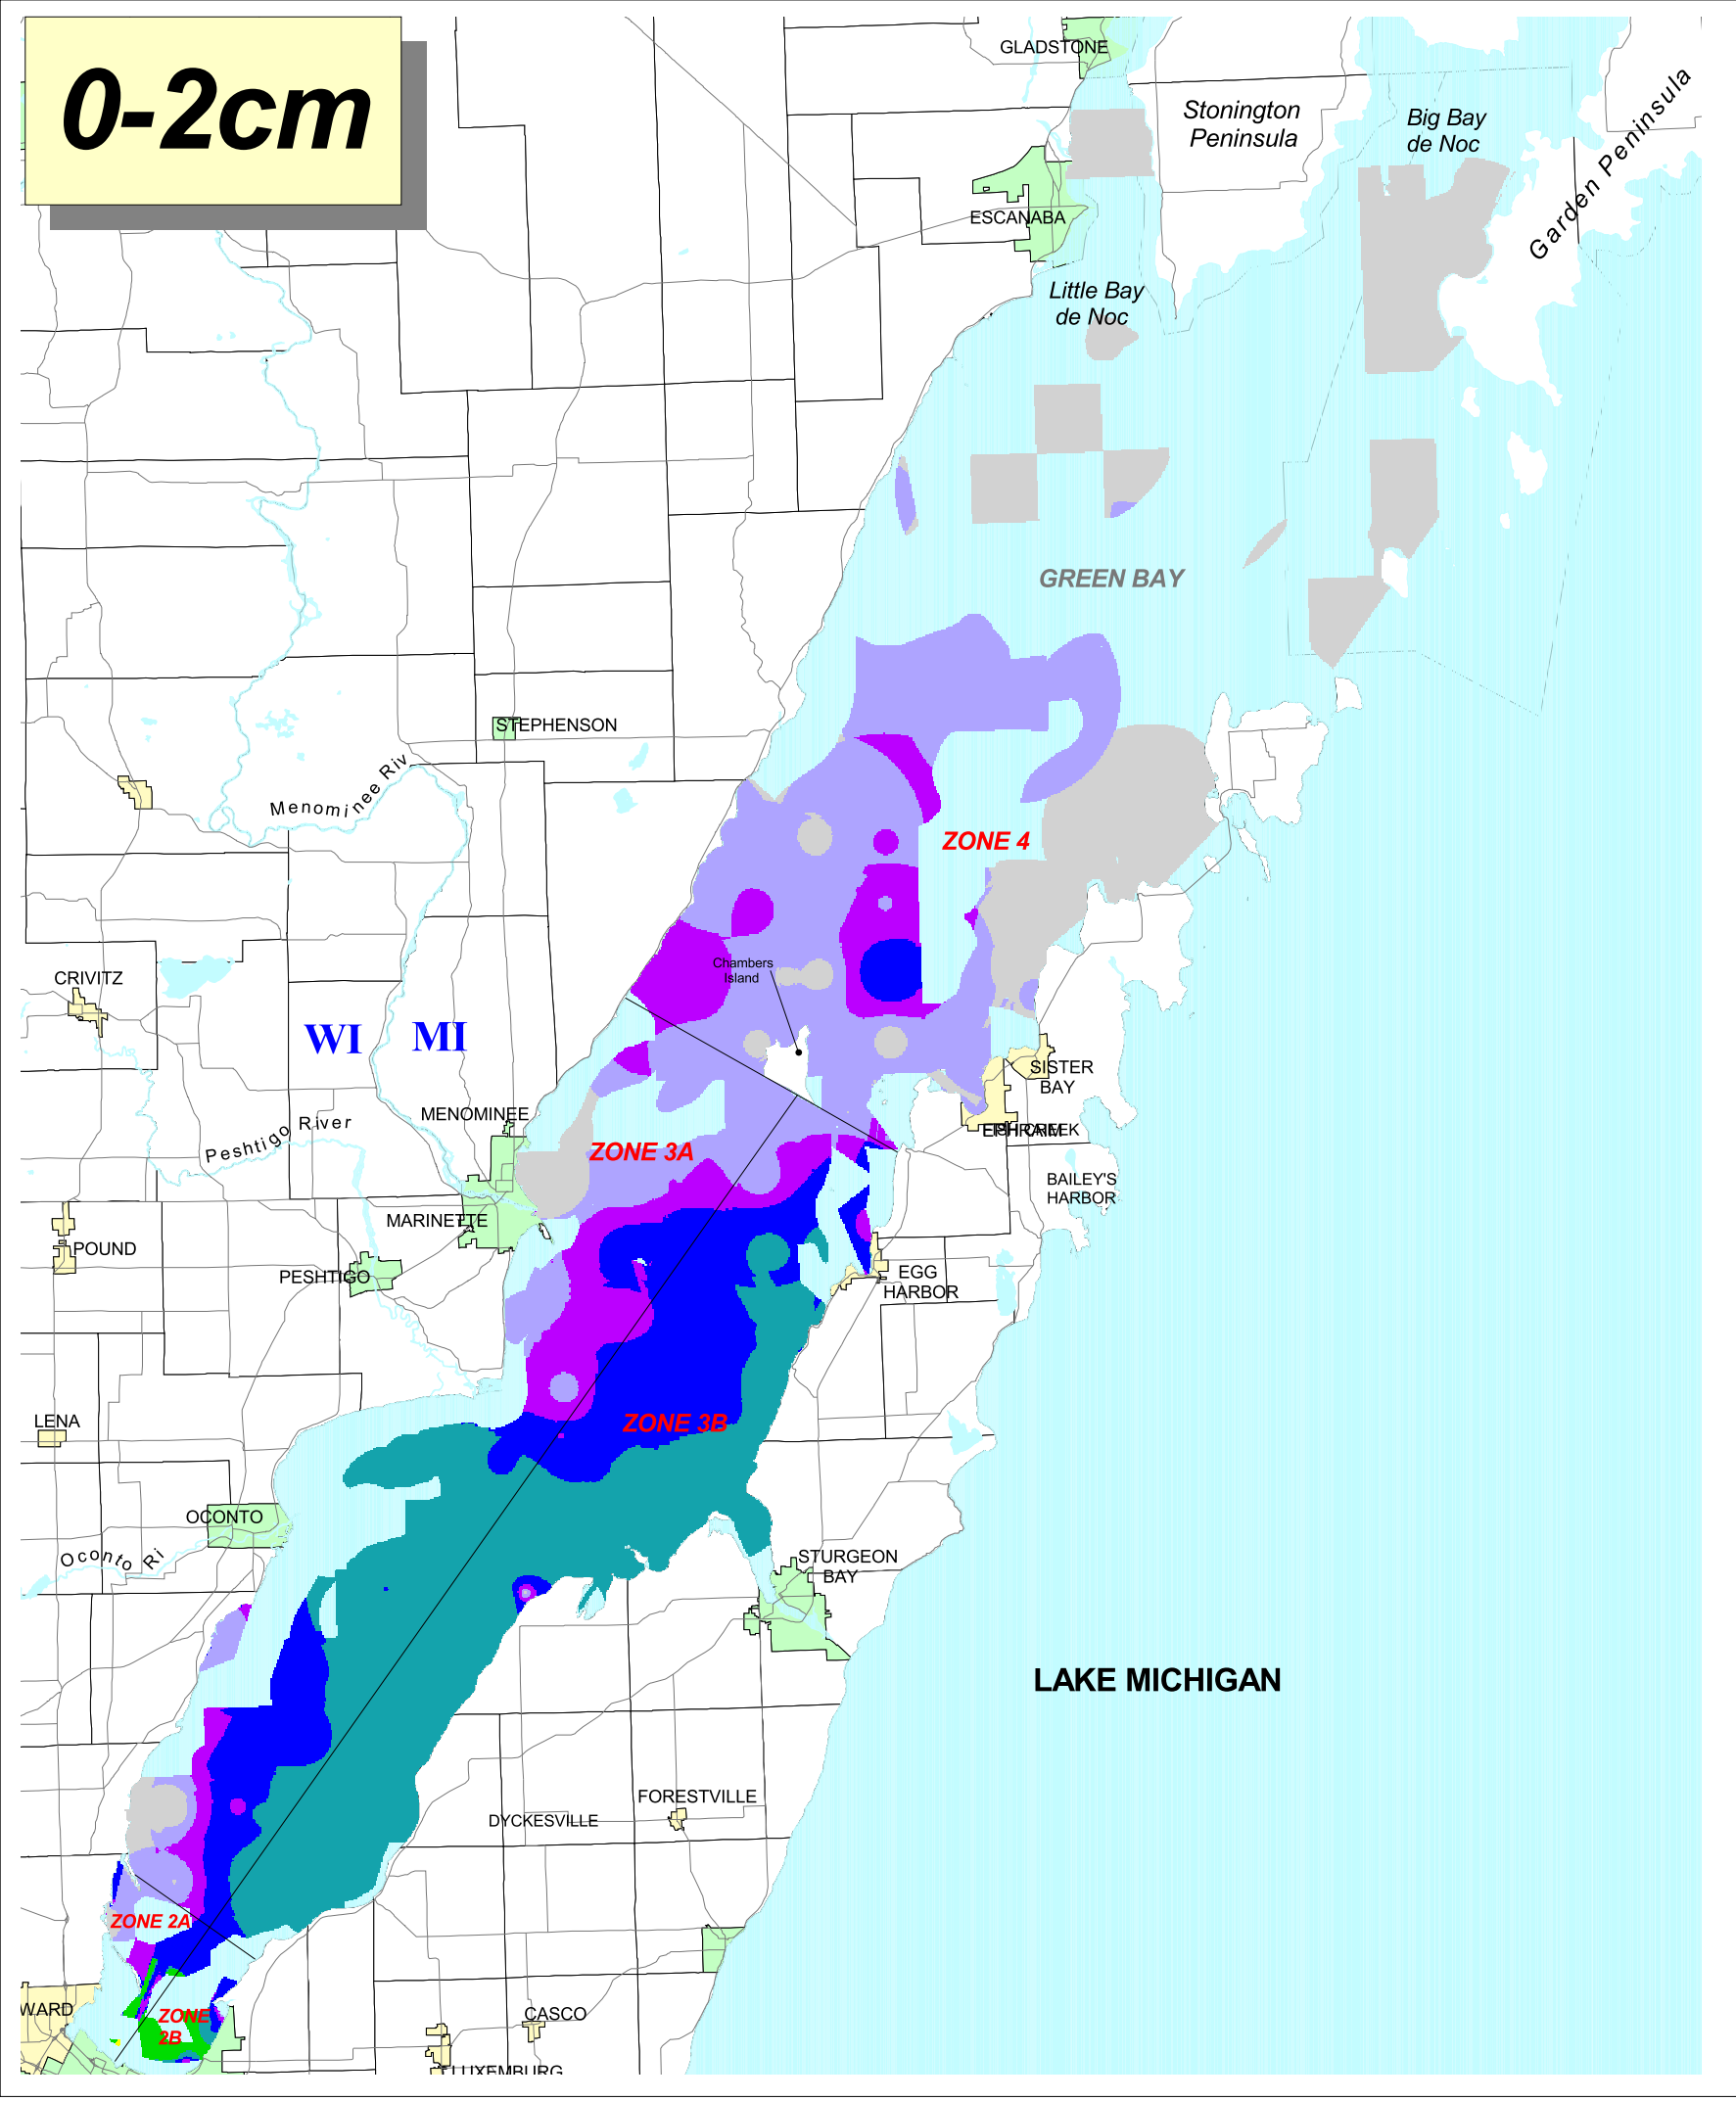 0-2cm
GLADSTONE
Stonington
Peninsula
Big Bay
de Noc
Garden Peninsula
ESCANABA
Little Bay
de Noc
GREEN BAY
STEPHENSON
Menominee Riv
ZONE 4
Chambers
Island
CRIVITZ
WI
MI
SISTER
BAY
MENOMINEE
Peshtigo River
EPHRAIM
ZONE 3A
BAILEY'S
HARBOR
MARINETTE
POUND
PESHTIGO
EGG
HARBOR
LENA
ZONE 3B
OCONTO
Oconto Ri
STURGEON
BAY
LAKE MICHIGAN
FORESTVILLE
DYCKESVILLE
ZONE 2A
WARD
ZONE
2B
CASCO
LUXEMBURG